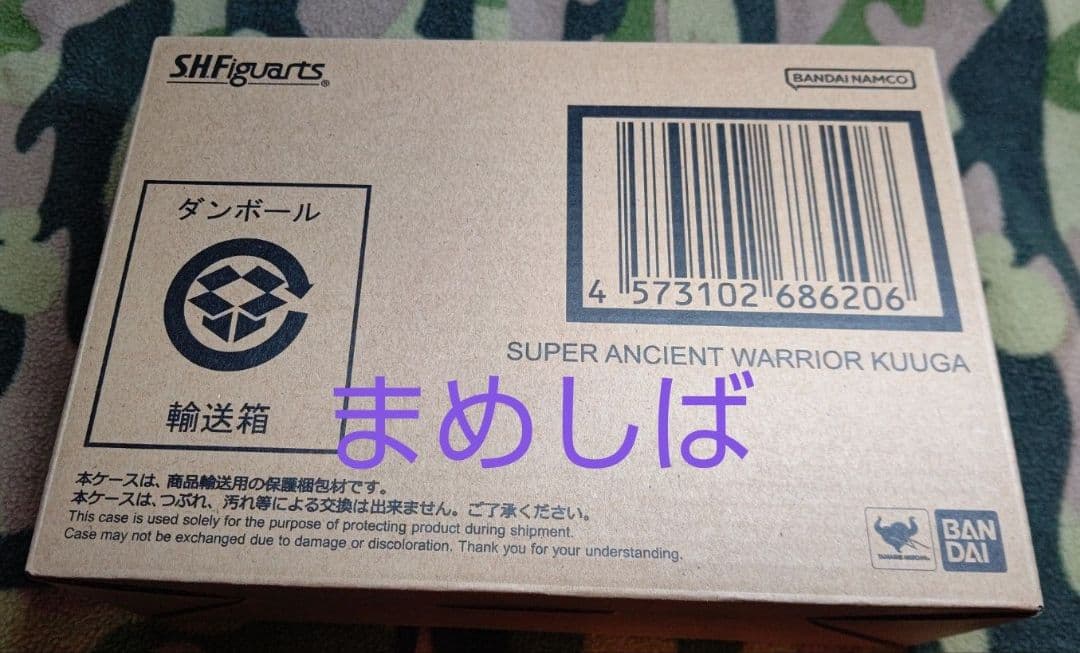 S.H.Figuarts®
BANDAI NAMCO
ダンボール
輸送箱
4 573102 686206
SUPER ANCIENT WARRIOR KUUGA
まめしば
本ケースは、商品輸送用の保護梱包材です。
本ケースは、つぶれ、汚れ等による交換は出来ません。ご了承ください。
This case is used solely for the purpose of protecting product during shipment.
Case may not be exchanged due to damage or discoloration. Thank you for your understanding.
BAN
DAI